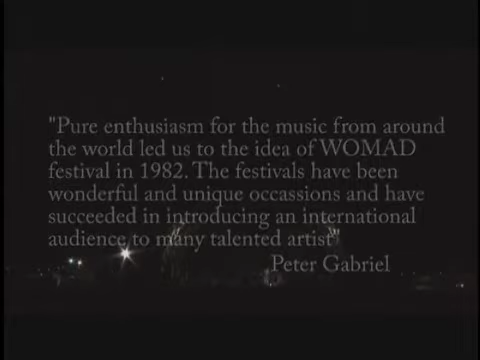 "Pure enthusiasm for the music from around
the world led us to the idea of WOMAD
festival in 1982. The festivals have been
wonderful and unique occassions and have
succeeded in introducing an international
audience to many talented artist"
Peter Gabriel